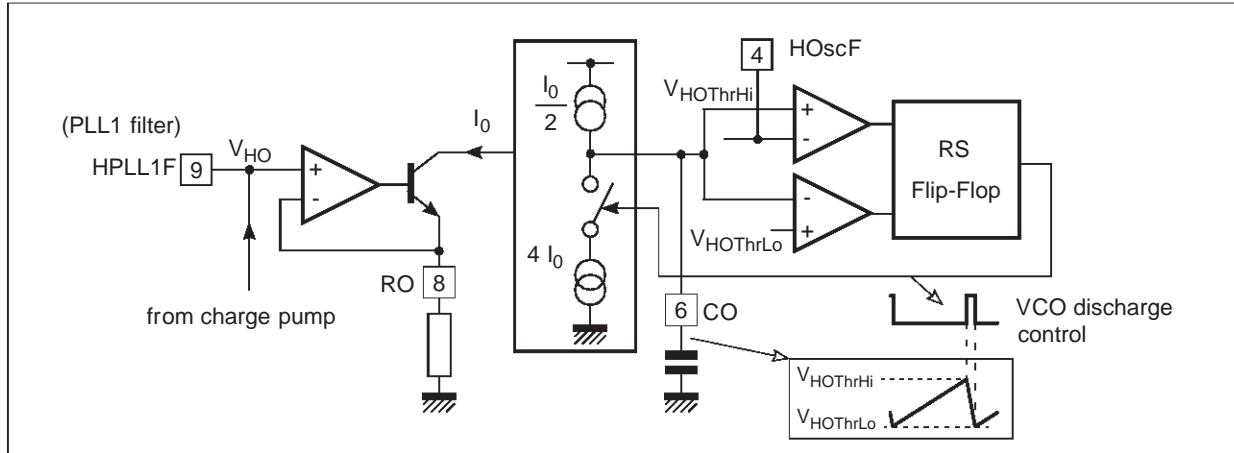 (PLL1 filter)
HPLL1F 9
V_HO
+
-
from charge pump
RO 8
I_0
I_0
2
4 I_0
4 HOscF
V_HOThrHi
+
-
-
+
V_HOThrLo
RS
Flip-Flop
6 CO
VCO discharge
control
V_HOThrHi
V_HOThrLo